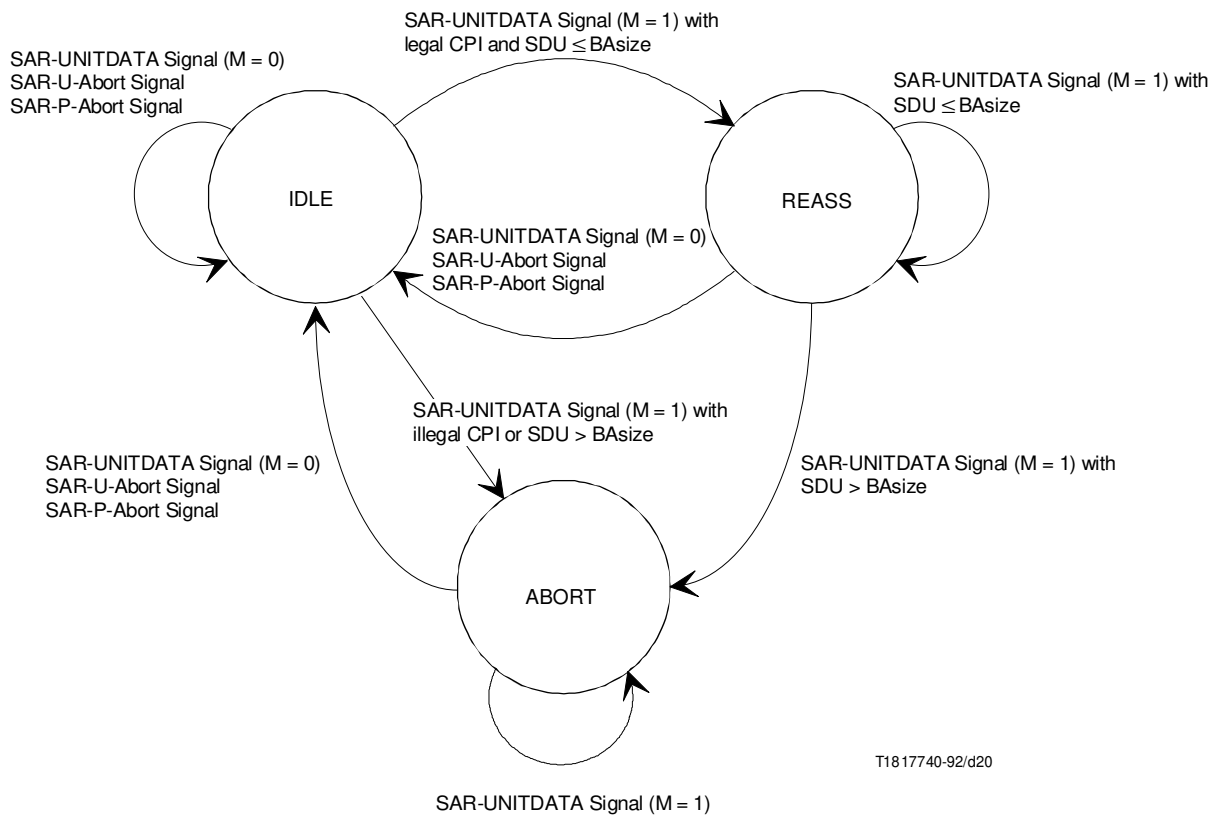 SAR-UNITDATA Signal (M = 1) with
legal CPI and SDU ≤ BAsize
SAR-UNITDATA Signal (M = 0)
SAR-U-Abort Signal
SAR-P-Abort Signal
SAR-UNITDATA Signal (M = 1) with
SDU ≤ BAsize
IDLE
REASS
SAR-UNITDATA Signal (M = 0)
SAR-U-Abort Signal
SAR-P-Abort Signal
SAR-UNITDATA Signal (M = 1) with
illegal CPI or SDU > BAsize
SAR-UNITDATA Signal (M = 0)
SAR-U-Abort Signal
SAR-P-Abort Signal
SAR-UNITDATA Signal (M = 1) with
SDU > BAsize
ABORT
T1817740-92/d20
SAR-UNITDATA Signal (M = 1)